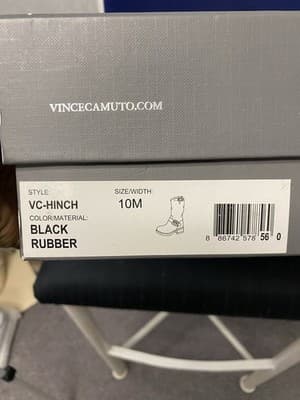 VINCECAMUTO.COM
STYLE: SIZE/WIDTH:
VC-HINCH 10M
COLOR/MATERIAL:
BLACK
RUBBER
8 86742 578 56 0